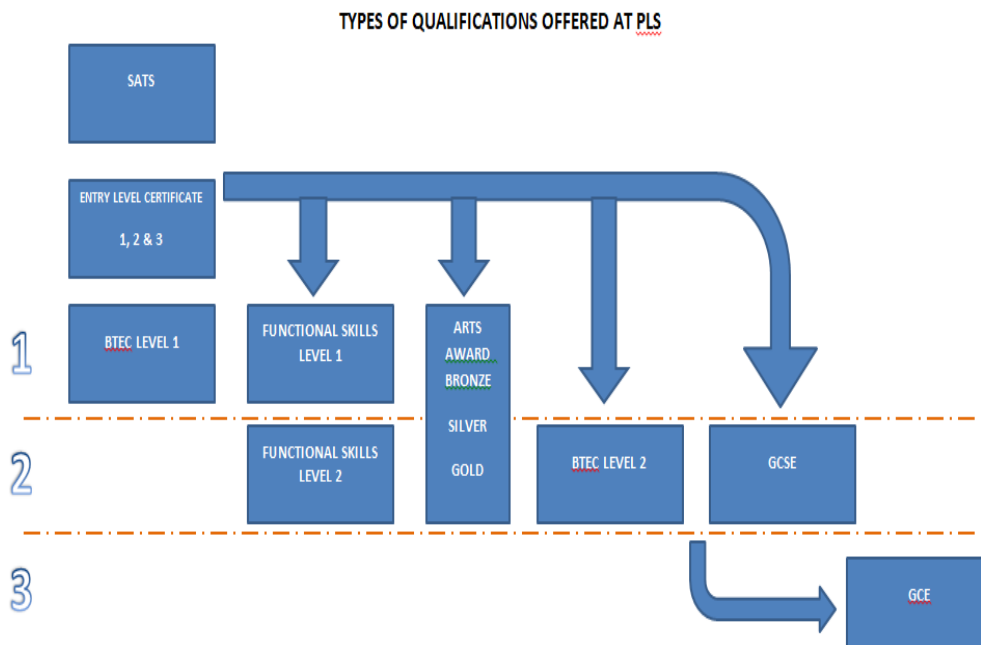 TYPES OF QUALIFICATIONS OFFERED AT PLS
SATS
ENTRY LEVEL CERTIFICATE
1, 2 & 3
1
BTEC LEVEL 1
FUNCTIONAL SKILLS
LEVEL 1
ARTS
AWARD
BRONZE
SILVER
GOLD
2
FUNCTIONAL SKILLS
LEVEL 2
BTEC LEVEL 2
GCSE
3
GCE